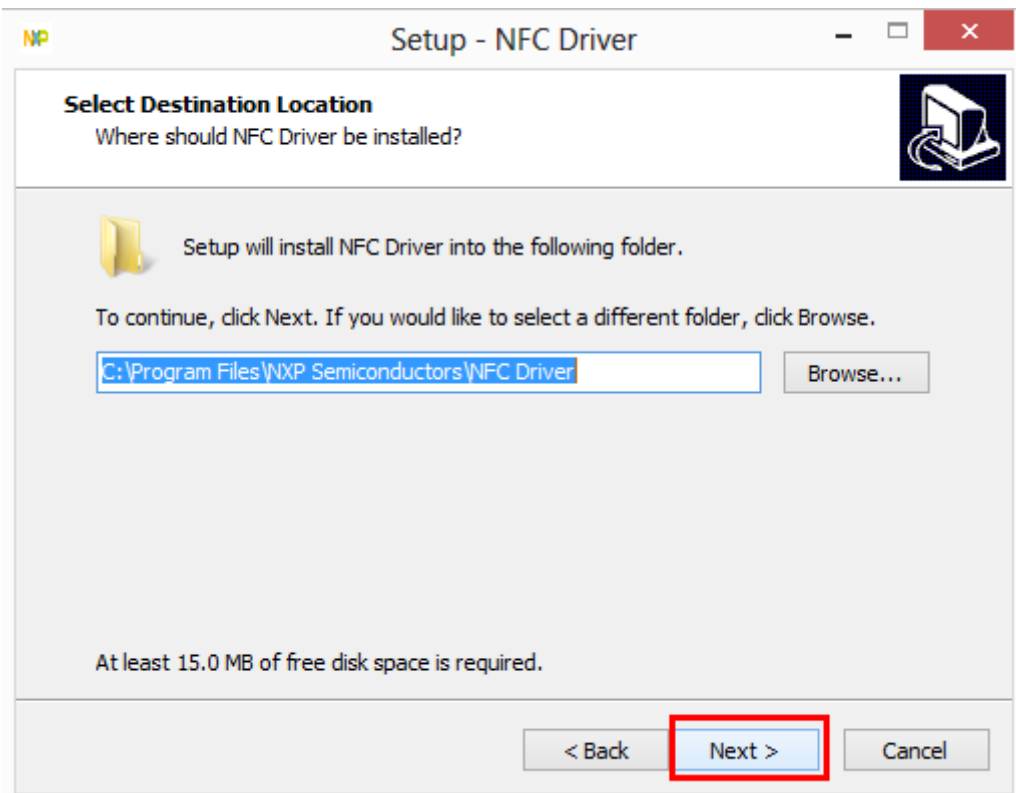 NXP
Setup - NFC Driver
Select Destination Location
Where should NFC Driver be installed?
Setup will install NFC Driver into the following folder.
To continue, click Next. If you would like to select a different folder, click Browse.
C:\Program Files\NXP Semiconductors\NFC Driver
Browse...
At least 15.0 MB of free disk space is required.
< Back
Next >
Cancel